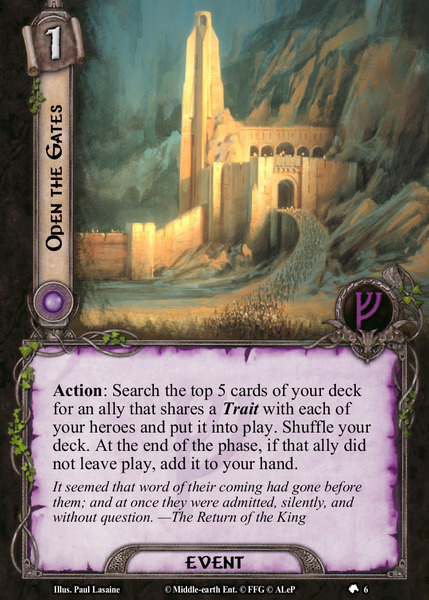 1
Open the Gates
Action: Search the top 5 cards of your deck
for an ally that shares a Trait with each of
your heroes and put it into play. Shuffle your
deck. At the end of the phase, if that ally did
not leave play, add it to your hand.
It seemed that word of their coming had gone before
them; and at once they were admitted, silently, and
without question. —The Return of the King
EVENT
Illus. Paul Lasaine © Middle-earth Ent. © FFG © ALeP 6